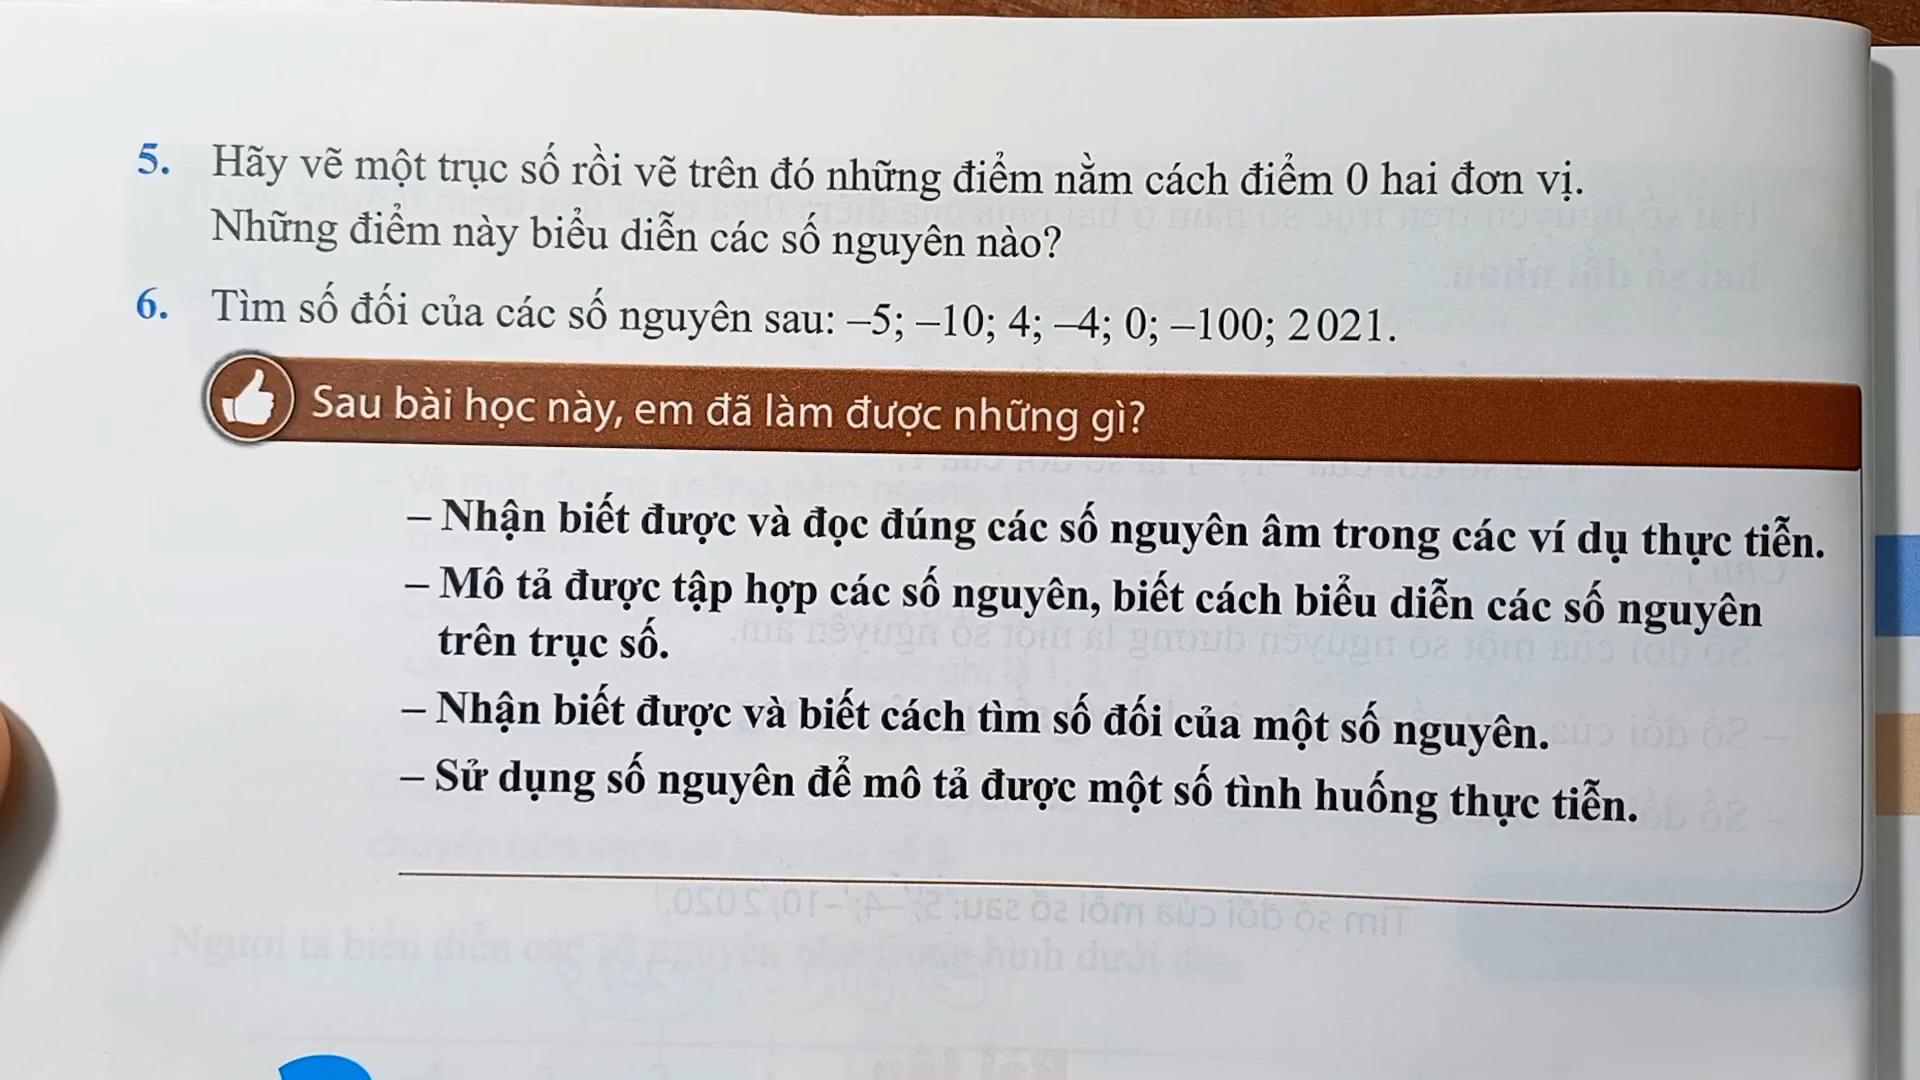 5. Hãy vẽ một trục số rồi vẽ trên đó những điểm nằm cách điểm 0 hai đơn vị.
Những điểm này biểu diễn các số nguyên nào?
6. Tìm số đối của các số nguyên sau: –5; –10; 4; –4; 0; –100; 2021.
Sau bài học này, em đã làm được những gì?
– Nhận biết được và đọc đúng các số nguyên âm trong các ví dụ thực tiễn.
– Mô tả được tập hợp các số nguyên, biết cách biểu diễn các số nguyên
trên trục số.
– Nhận biết được và biết cách tìm số đối của một số nguyên.
– Sử dụng số nguyên để mô tả được một số tình huống thực tiễn.